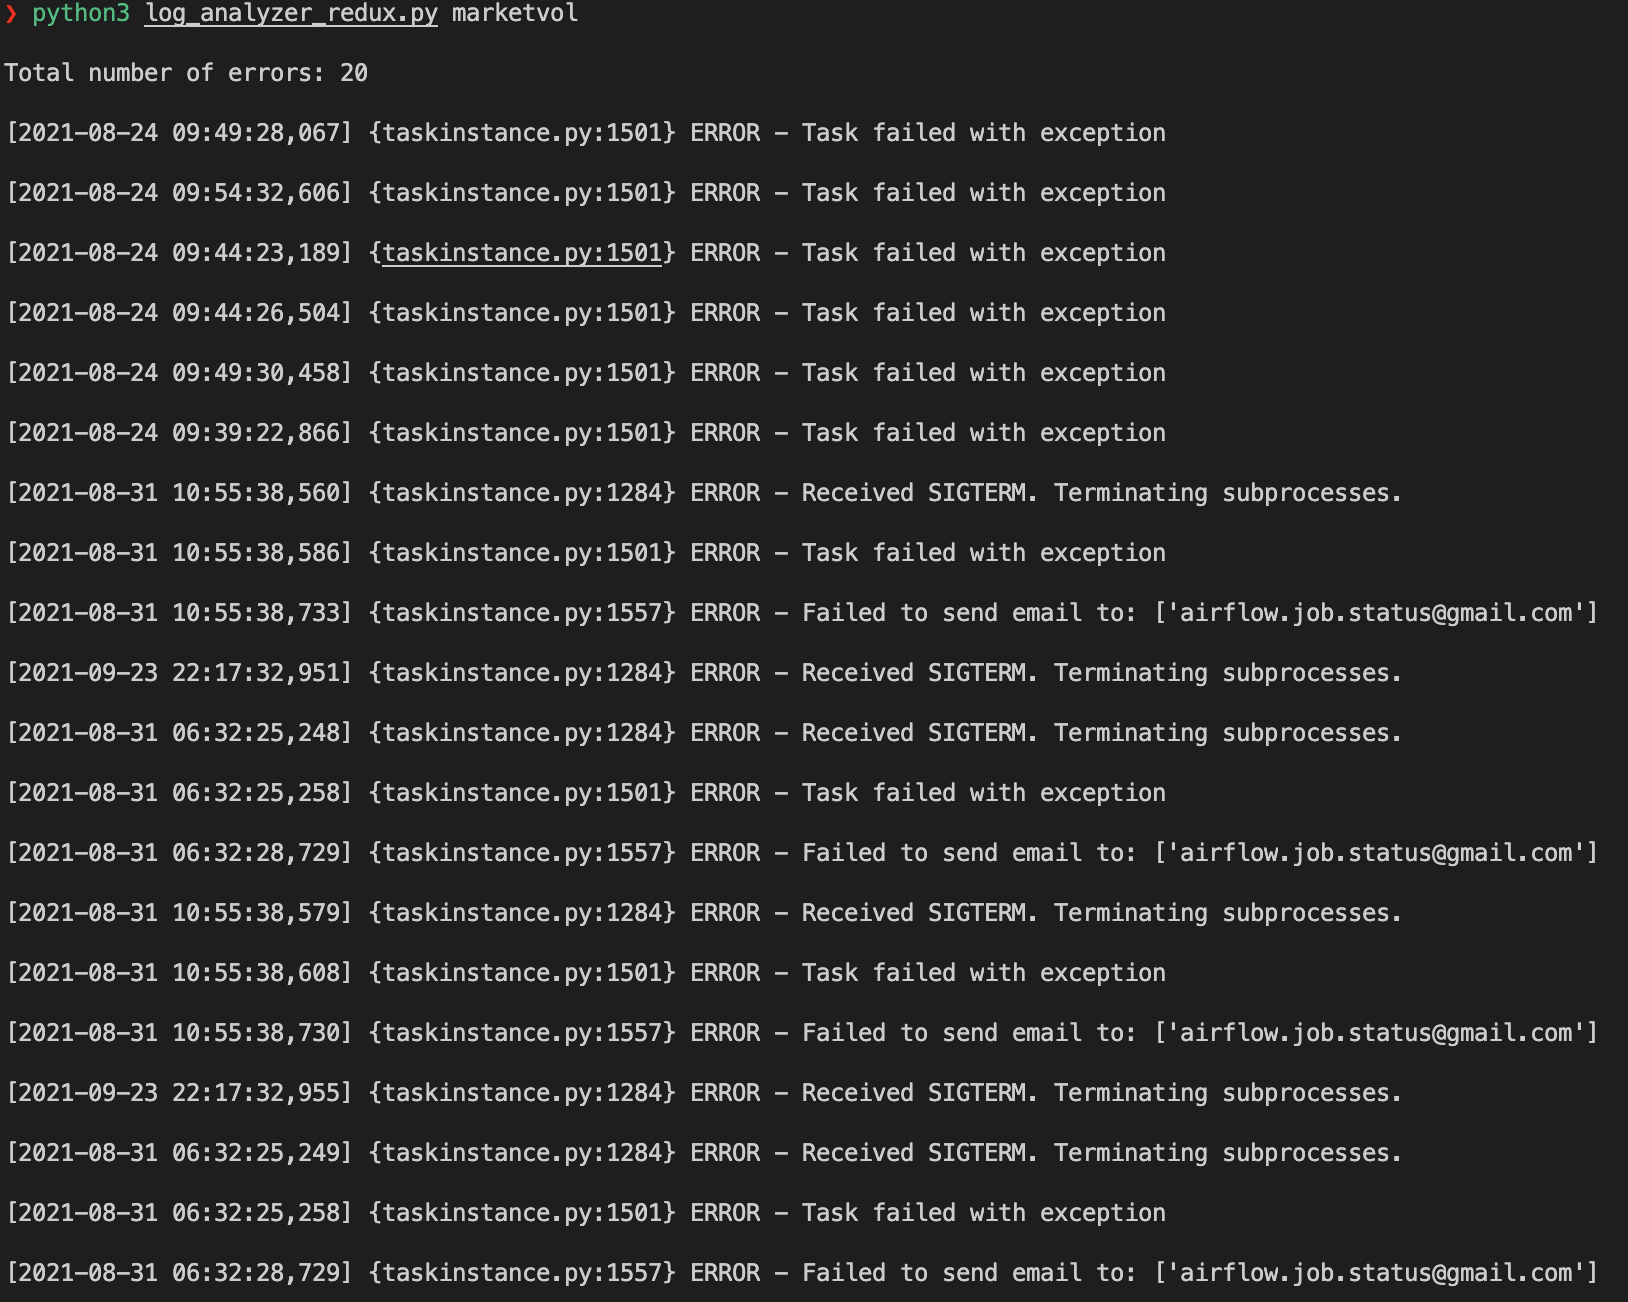 ❯ python3 log_analyzer_redux.py marketvol
Total number of errors: 20
[2021-08-24 09:49:28,067] {taskinstance.py:1501} ERROR - Task failed with exception
[2021-08-24 09:54:32,606] {taskinstance.py:1501} ERROR - Task failed with exception
[2021-08-24 09:44:23,189] {taskinstance.py:1501} ERROR - Task failed with exception
[2021-08-24 09:44:26,504] {taskinstance.py:1501} ERROR - Task failed with exception
[2021-08-24 09:49:30,458] {taskinstance.py:1501} ERROR - Task failed with exception
[2021-08-24 09:39:22,866] {taskinstance.py:1501} ERROR - Task failed with exception
[2021-08-31 10:55:38,560] {taskinstance.py:1284} ERROR - Received SIGTERM. Terminating subprocesses.
[2021-08-31 10:55:38,586] {taskinstance.py:1501} ERROR - Task failed with exception
[2021-08-31 10:55:38,733] {taskinstance.py:1557} ERROR - Failed to send email to: ['airflow.job.status@gmail.com']
[2021-09-23 22:17:32,951] {taskinstance.py:1284} ERROR - Received SIGTERM. Terminating subprocesses.
[2021-08-31 06:32:25,248] {taskinstance.py:1284} ERROR - Received SIGTERM. Terminating subprocesses.
[2021-08-31 06:32:25,258] {taskinstance.py:1501} ERROR - Task failed with exception
[2021-08-31 06:32:28,729] {taskinstance.py:1557} ERROR - Failed to send email to: ['airflow.job.status@gmail.com']
[2021-08-31 10:55:38,579] {taskinstance.py:1284} ERROR - Received SIGTERM. Terminating subprocesses.
[2021-08-31 10:55:38,608] {taskinstance.py:1501} ERROR - Task failed with exception
[2021-08-31 10:55:38,730] {taskinstance.py:1557} ERROR - Failed to send email to: ['airflow.job.status@gmail.com']
[2021-09-23 22:17:32,955] {taskinstance.py:1284} ERROR - Received SIGTERM. Terminating subprocesses.
[2021-08-31 06:32:25,249] {taskinstance.py:1284} ERROR - Received SIGTERM. Terminating subprocesses.
[2021-08-31 06:32:25,258] {taskinstance.py:1501} ERROR - Task failed with exception
[2021-08-31 06:32:28,729] {taskinstance.py:1557} ERROR - Failed to send email to: ['airflow.job.status@gmail.com']